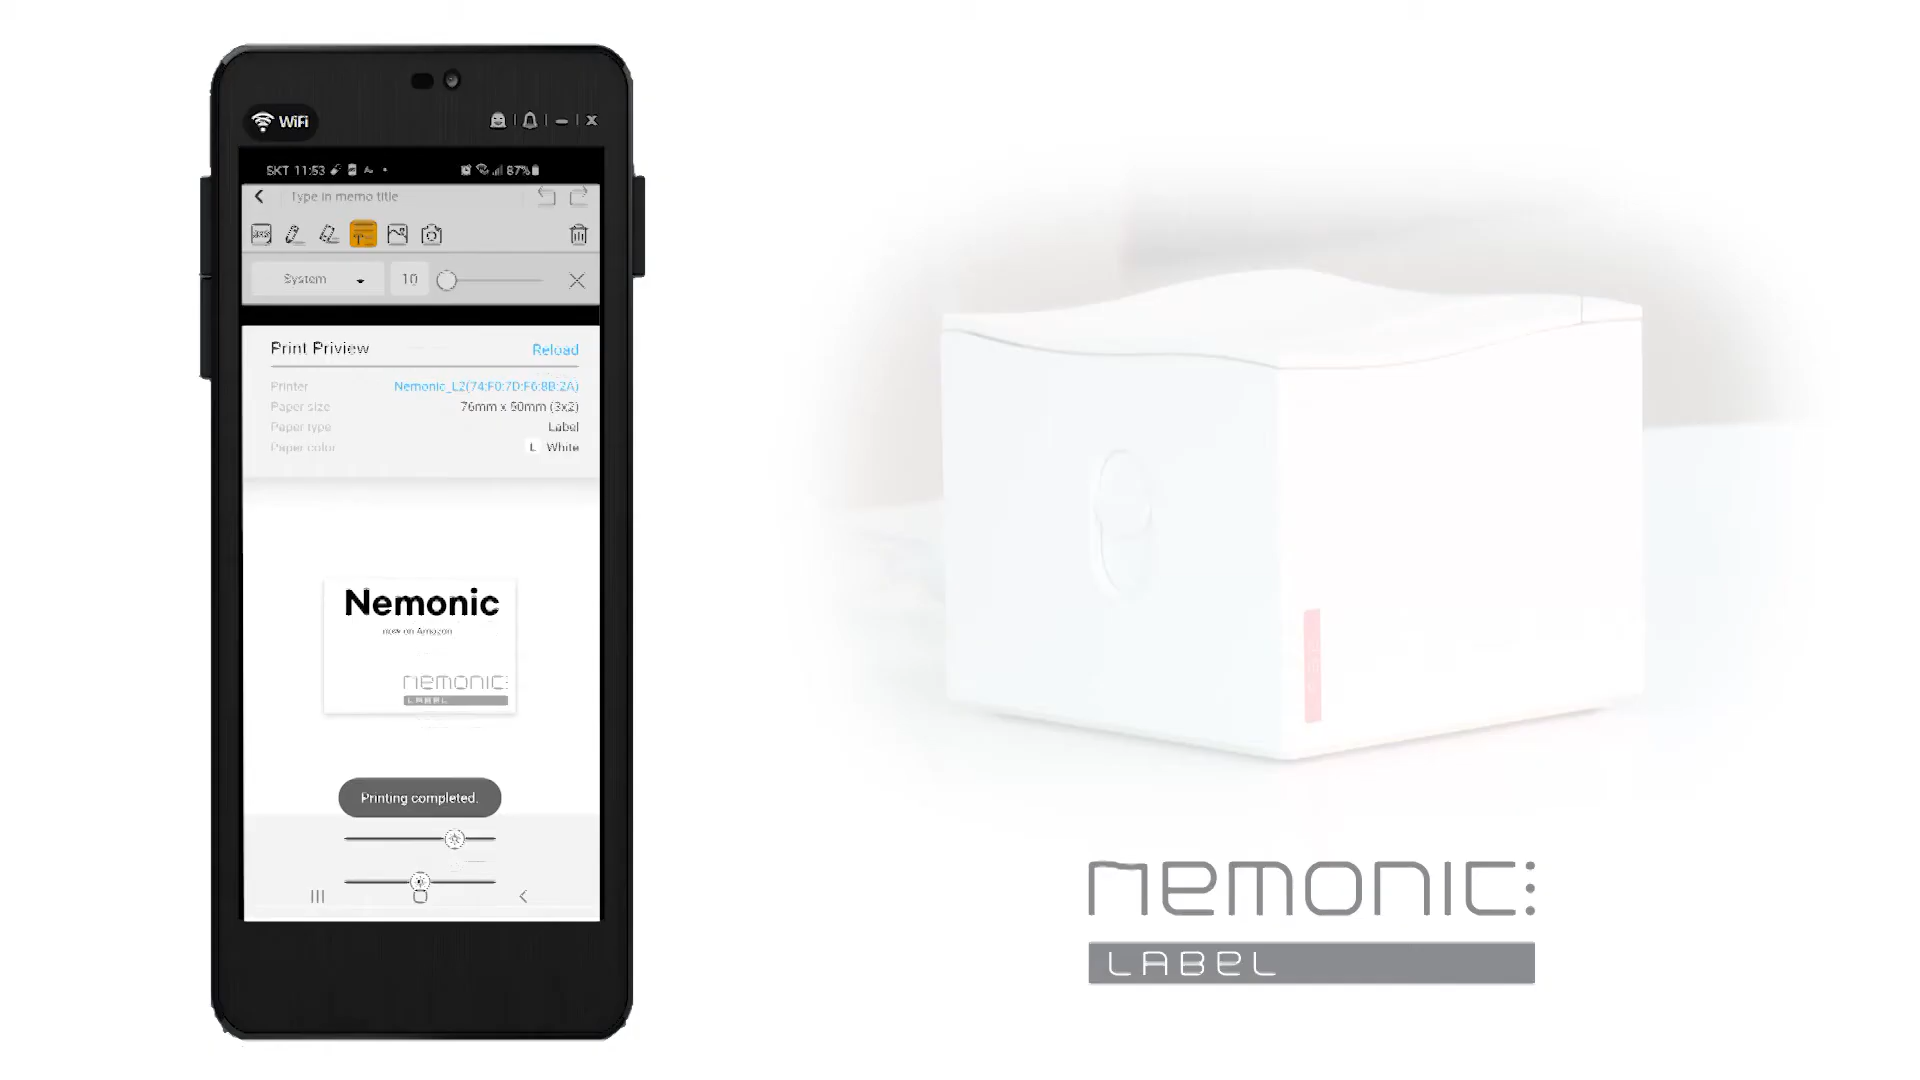 WiFi
SKT 11:53
87%
Type in memo title
System
10
Print Priview
Reload
Printer
Nemonic_L2(74:F0:7D:F6:8B:2A)
Paper size
76mm x 50mm (3x2)
Paper type
Label
Paper color
L White
Nemonic
now on Amazon
nemonic:
LABEL
Printing completed.
nemonic:
LABEL